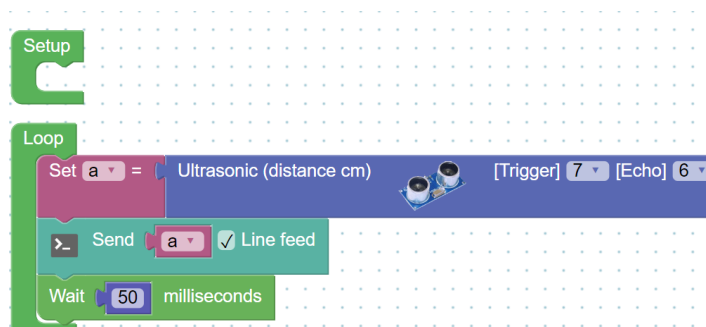 Setup
Loop
Set a = Ultrasonic (distance cm) [Trigger] 7 [Echo] 6
>_ Send a ✓ Line feed
Wait 50 milliseconds